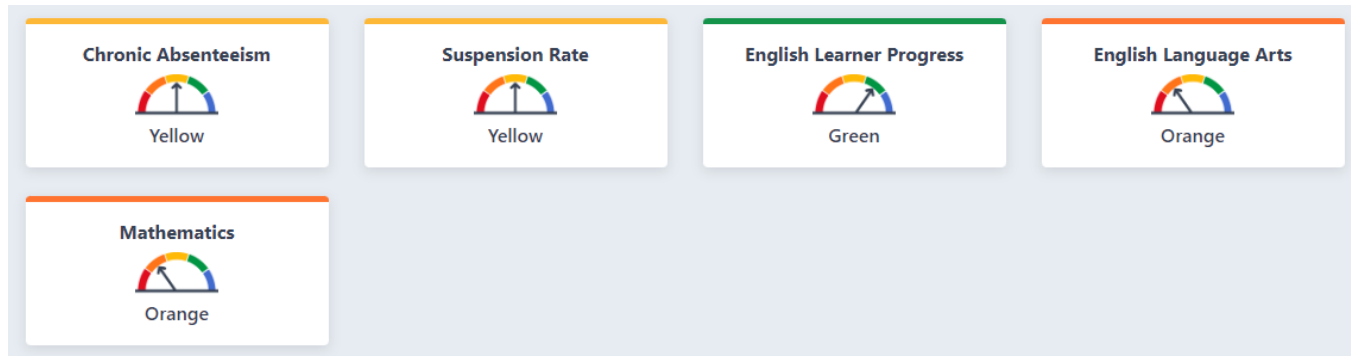 Chronic Absenteeism
Yellow
Suspension Rate
Yellow
English Learner Progress
Green
English Language Arts
Orange
Mathematics
Orange